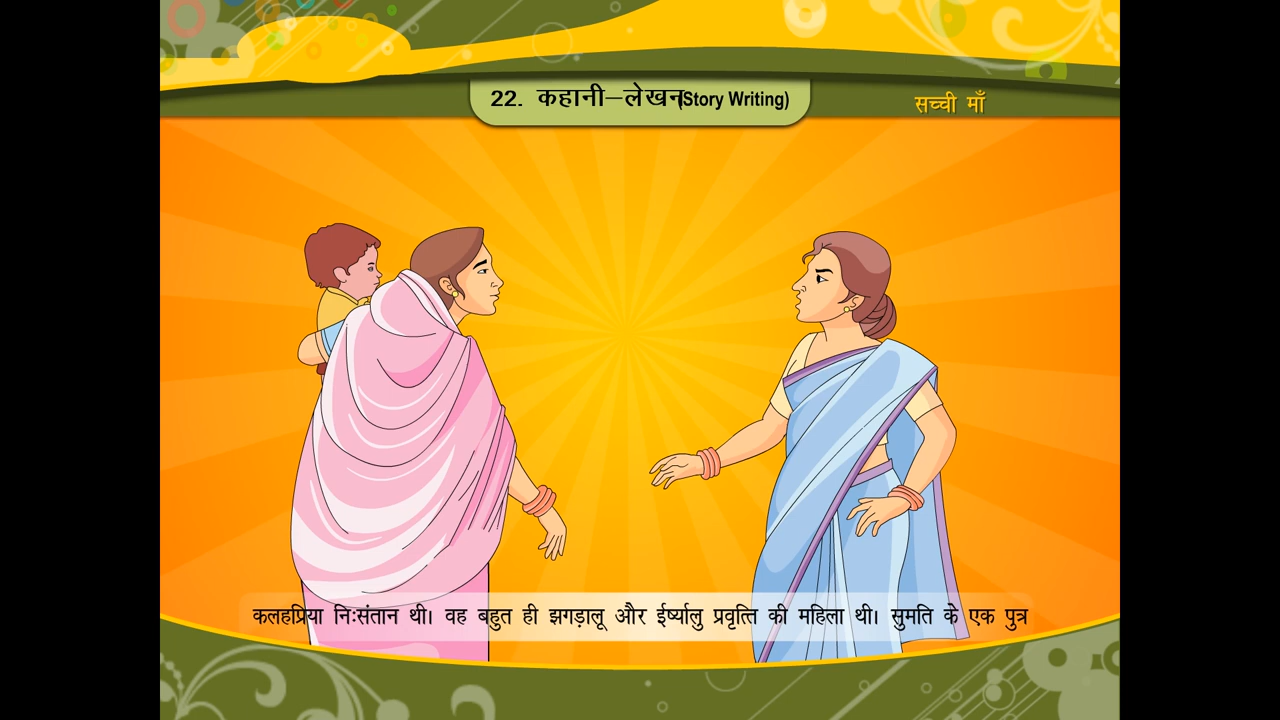 22. कहानी–लेखन(Story Writing)
सच्ची माँ
कलहप्रिया निःसंतान थी। वह बहुत ही झगड़ालू और ईर्ष्यालु प्रवृत्ति की महिला थी। सुमति के एक पुत्र